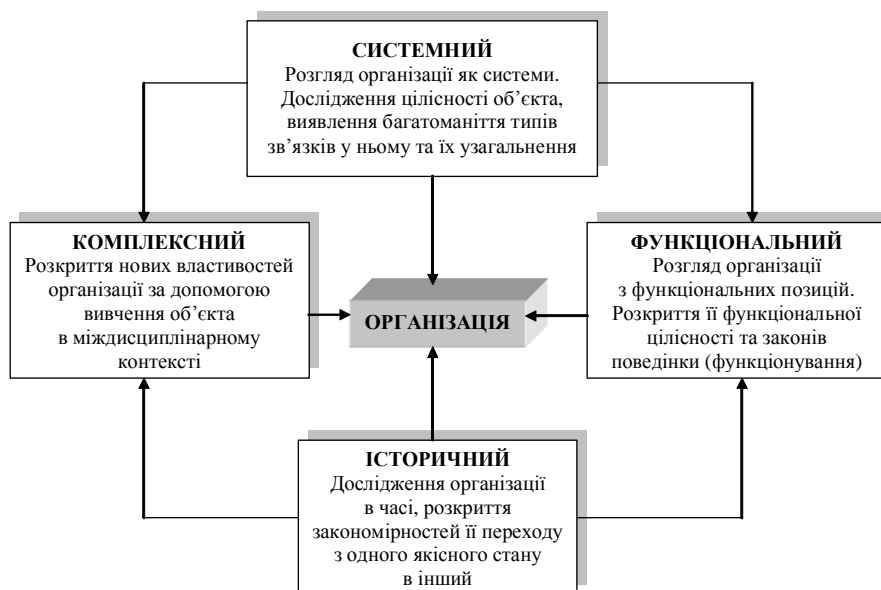 СИСТЕМНИЙ
Розгляд організації як системи.
Дослідження цілісності об’єкта,
виявлення багатоманіття типів
зв’язків у ньому та їх узагальнення
КОМПЛЕКСНИЙ
Розкриття нових властивостей
організації за допомогою
вивчення об’єкта
в міждисциплінарному
контексті
ОРГАНІЗАЦІЯ
ФУНКЦІОНАЛЬНИЙ
Розгляд організації
з функціональних позицій.
Розкриття її функціональної
цілісності та законів
поведінки (функціонування)
ІСТОРИЧНИЙ
Дослідження організації
в часі, розкриття
закономірностей її переходу
з одного якісного стану
в інший